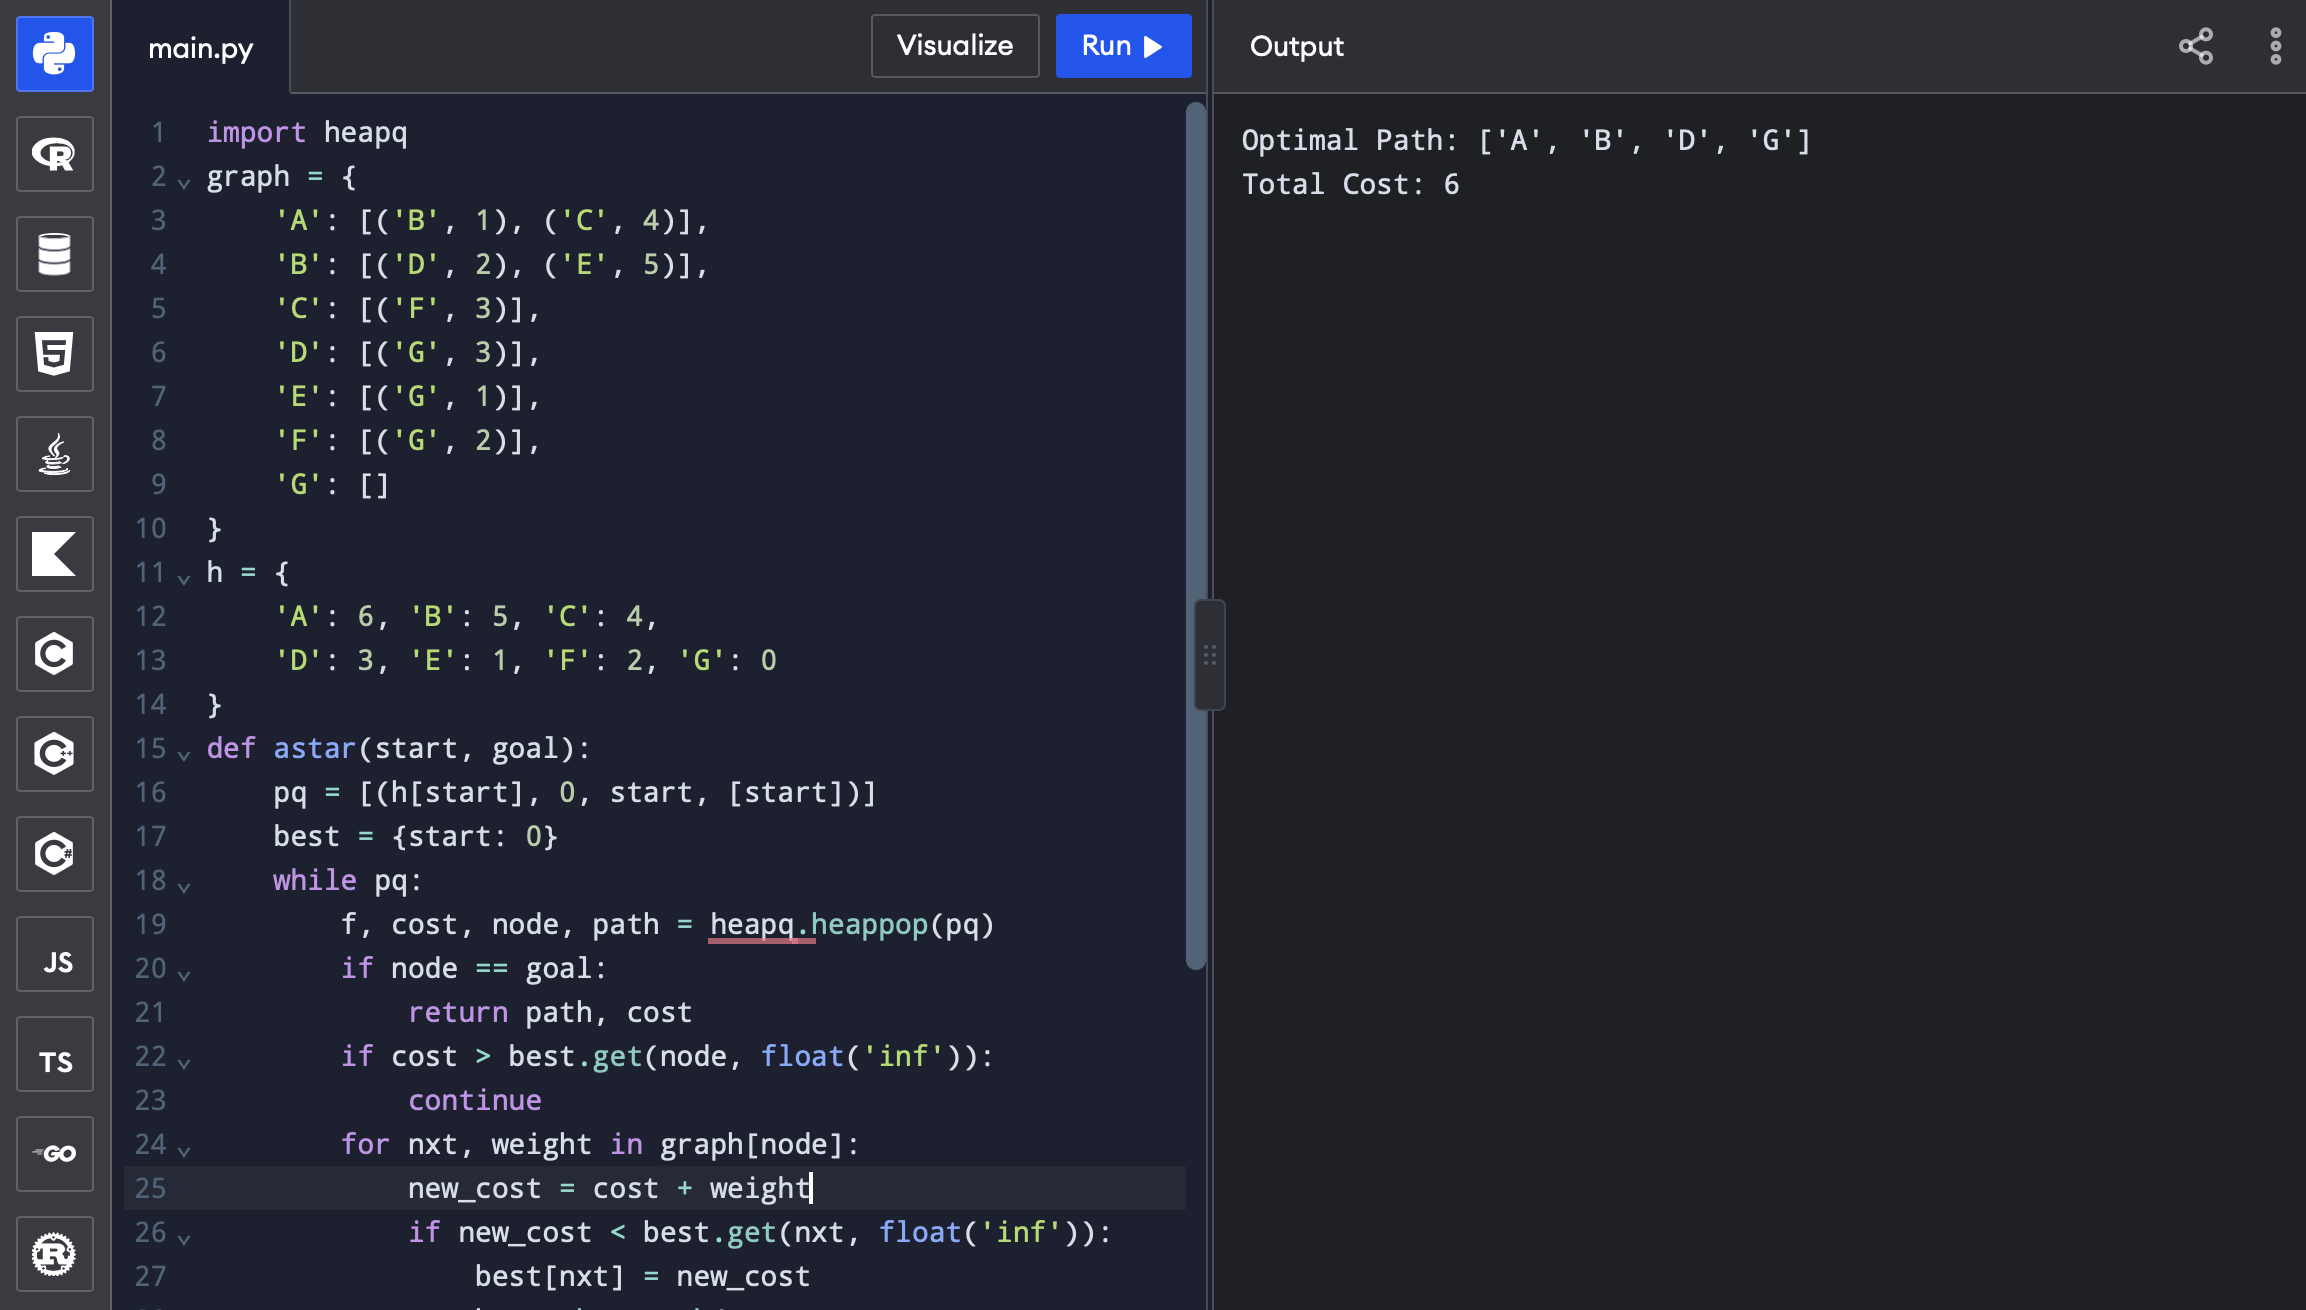 main.py
Visualize
Run
Output
1 import heapq
2 graph = {
3     'A': [('B', 1), ('C', 4)],
4     'B': [('D', 2), ('E', 5)],
5     'C': [('F', 3)],
6     'D': [('G', 3)],
7     'E': [('G', 1)],
8     'F': [('G', 2)],
9     'G': []
10 }
11 h = {
12     'A': 6, 'B': 5, 'C': 4,
13     'D': 3, 'E': 1, 'F': 2, 'G': 0
14 }
15 def astar(start, goal):
16     pq = [(h[start], 0, start, [start])]
17     best = {start: 0}
18     while pq:
19         f, cost, node, path = heapq.heappop(pq)
20         if node == goal:
21             return path, cost
22         if cost > best.get(node, float('inf')):
23             continue
24         for nxt, weight in graph[node]:
25             new_cost = cost + weight
26             if new_cost < best.get(nxt, float('inf')):
27                 best[nxt] = new_cost
Optimal Path: ['A', 'B', 'D', 'G']
Total Cost: 6
R
5
C
C++
C#
JS
TS
GO
R